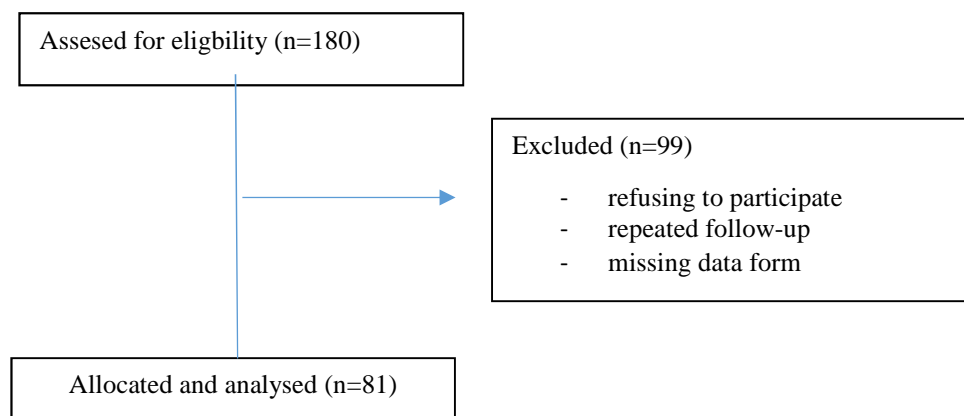 Assesed for eligbility (n=180)
Excluded (n=99)
- refusing to participate
- repeated follow-up
- missing data form
Allocated and analysed (n=81)